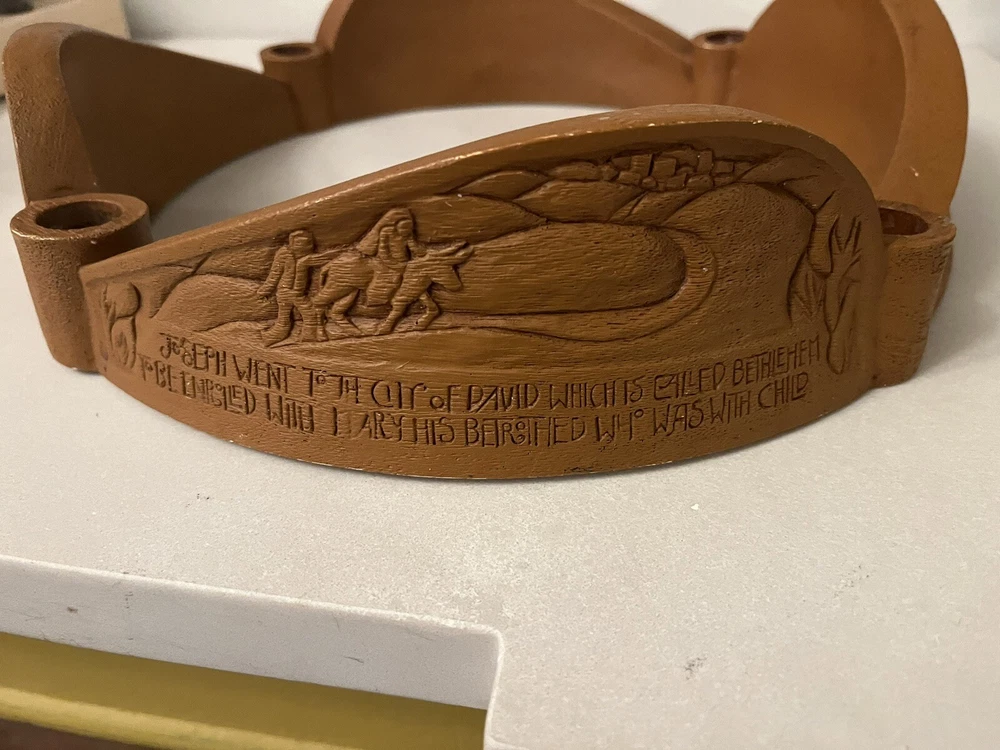 JOSEPH WENT TO TH CITY OF DAVID WHICH IS CALLED BETHLEHEM
TO BE ENROLLED WITH MARY HIS BETROTHED WHO WAS WITH CHILD